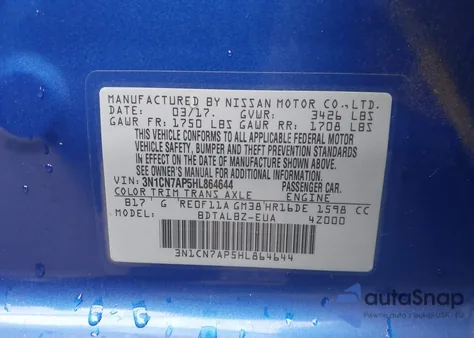 MANUFACTURED BY NISSAN MOTOR CO., LTD.
DATE: 03/17. GVWR: 3426 LBS
GAWR FR: 1750 LBS GAWR RR: 1708 LBS
THIS VEHICLE CONFORMS TO ALL APPLICABLE FEDERAL MOTOR
VEHICLE SAFETY, BUMPER AND THEFT PREVENTION STANDARDS
IN EFFECT ON THE DATE OF MANUFACTURE SHOWN ABOVE.
SEE OWNER'S MANUAL FOR ADDITIONAL INFORMATION
VIN: 3N1CN7AP5HL864644 PASSENGER CAR.
COLOR TRIM TRANS AXLE ENGINE
B17 G RE0F11A GM38 HR16DE 1598 CC
MODEL: BDTALBZ-EUA 42000
3N1CN7AP5HL864644
autoSnap